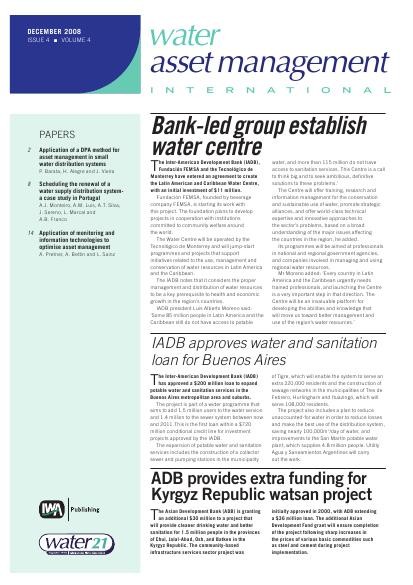 DECEMBER 2008
ISSUE 4 ■ VOLUME 4
water
asset management
INTERNATIONAL
PAPERS
2 Application of a DPA method for
asset management in small
water distribution systems
P. Barata, H. Alegre and J. Vieira
8 Scheduling the renewal of a
water supply distribution system-
a case study in Portugal
A.J. Monteiro, A.M. Luís, A.T. Silva,
J. Sereno, L. Marcal and
A.B. Franco
14 Application of monitoring and
information technologies to
optimise asset management
A. Preimer, A. Bettin and L. Sainz
IWA Publishing
water21
Bank-led group establish
water centre
The Inter-American Development Bank (IADB),
Fundación FEMSA and the Tecnológico de
Monterrey have entered an agreement to create
the Latin American and Caribbean Water Centre,
with an initial investment of $11 million.
Fundación FEMSA, founded by beverage
company FEMSA, is starting its work with
this project. The foundation plans to develop
projects in cooperation with institutions
committed to community welfare around
the world.
The Water Centre will be operated by the
Tecnológico de Monterrey and will jump-start
programmes and projects that support
initiatives related to the use, management and
conservation of water resources in Latin America
and the Caribbean.
The IADB notes that it considers the proper
management and distribution of water resources
to be a key prerequisite to health and economic
growth in the region's countries.
IADB president Luis Alberto Moreno said:
'Some 85 million people in Latin America and the
Caribbean still do not have access to potable
water, and more than 115 million do not have
access to sanitation services. The Centre is a call
to think big and to seek ambitious, definitive
solutions to these problems.'
The Centre will offer training, research and
information management for the conservation
and sustainable use of water, promote strategic
alliances, and offer world-class technical
expertise and innovative approaches to
the sector's problems, based on a broad
understanding of the major issues affecting
the countries in the region, he added.
Its programmes will be aimed at professionals
in national and regional government agencies,
and companies involved in managing and using
regional water resources.
Mr Moreno added: 'Every country in Latin
America and the Caribbean urgently needs
trained professionals, and launching the Centre
is a very important step in that direction. The
Centre will be an invaluable platform for
developing the abilities and knowledge that
will move us toward better management and
use of the region's water resources.'
IADB approves water and sanitation
loan for Buenos Aires
The Inter-American Development Bank (IADB)
has approved a $200 million loan to expand
potable water and sanitation services in the
Buenos Aires metropolitan area and suburbs.
The project is part of a wider programme that
aims to add 1.5 million users to the water service
and 1.4 million to the sewer system between now
and 2011. This is the first loan within a $720
million conditional credit line for investment
projects approved by the IADB.
The expansion of potable water and sanitation
services includes the construction of a collector
sewer and pumping stations in the municipality
of Tigre, which will enable the system to serve an
extra 220,000 residents and the construction of
sewage networks in the municipalities of Tres de
Febrero, Hurlingham and Ituzaingó, which will
serve 108,000 residents.
The project also includes a plan to reduce
unaccounted-for water in order to reduce losses
and make the best use of the distribution system,
saving nearly 100,000m³/day of water, and
improvements to the San Martín potable water
plant, which supplies 4.8 million people. Utility
Agua y Saneamientos Argentinos will carry
out the work.
ADB provides extra funding for
Kyrgyz Republic watsan project
The Asian Development Bank (ADB) is granting
an additional $30 million to a project that
will provide cleaner drinking water and better
sanitation for 1.5 million people in the provinces
of Chui, Jalal-Abad, Osh, and Batken in the
Kyrgyz Republic. The community-based
infrastructure services sector project was
initially approved in 2000, with ADB extending
a $36 million loan. The additional Asian
Development Fund grant will ensure completion
of the project following sharp increases in
the prices of various basic commodities such
as steel and cement during project
implementation.